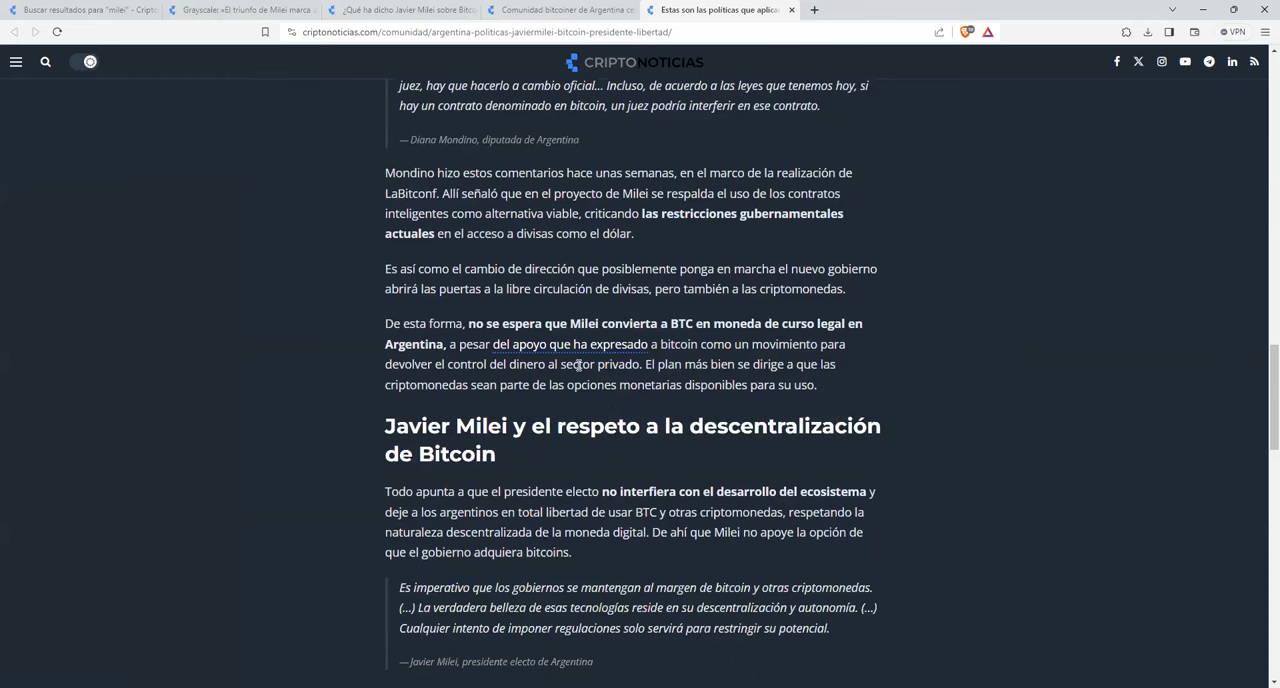 Buscar resultados para "milei" - Cripto
Grayscale: «El triunfo de Milei marca u
¿Qué ha dicho Javier Milei sobre Bitco
Comunidad bitcoiner de Argentina ce
Estas son las políticas que aplica
criptonoticias.com/comunidad/argentina-politicas-javiermilei-bitcoin-presidente-libertad/
VPN
CRIPTONOTICIAS
juez, hay que hacerlo a cambio oficial... Incluso, de acuerdo a las leyes que tenemos hoy, si
hay un contrato denominado en bitcoin, un juez podría interferir en ese contrato.
— Diana Mondino, diputada de Argentina
Mondino hizo estos comentarios hace unas semanas, en el marco de la realización de
LaBitconf. Allí señaló que en el proyecto de Milei se respalda el uso de los contratos
inteligentes como alternativa viable, criticando las restricciones gubernamentales
actuales en el acceso a divisas como el dólar.
Es así como el cambio de dirección que posiblemente ponga en marcha el nuevo gobierno
abrirá las puertas a la libre circulación de divisas, pero también a las criptomonedas.
De esta forma, no se espera que Milei convierta a BTC en moneda de curso legal en
Argentina, a pesar del apoyo que ha expresado a bitcoin como un movimiento para
devolver el control del dinero al sector privado. El plan más bien se dirige a que las
criptomonedas sean parte de las opciones monetarias disponibles para su uso.
Javier Milei y el respeto a la descentralización
de Bitcoin
Todo apunta a que el presidente electo no interfiera con el desarrollo del ecosistema y
deje a los argentinos en total libertad de usar BTC y otras criptomonedas, respetando la
naturaleza descentralizada de la moneda digital. De ahí que Milei no apoye la opción de
que el gobierno adquiera bitcoins.
Es imperativo que los gobiernos se mantengan al margen de bitcoin y otras criptomonedas.
(...) La verdadera belleza de esas tecnologías reside en su descentralización y autonomía. (...)
Cualquier intento de imponer regulaciones solo servirá para restringir su potencial.
— Javier Milei, presidente electo de Argentina